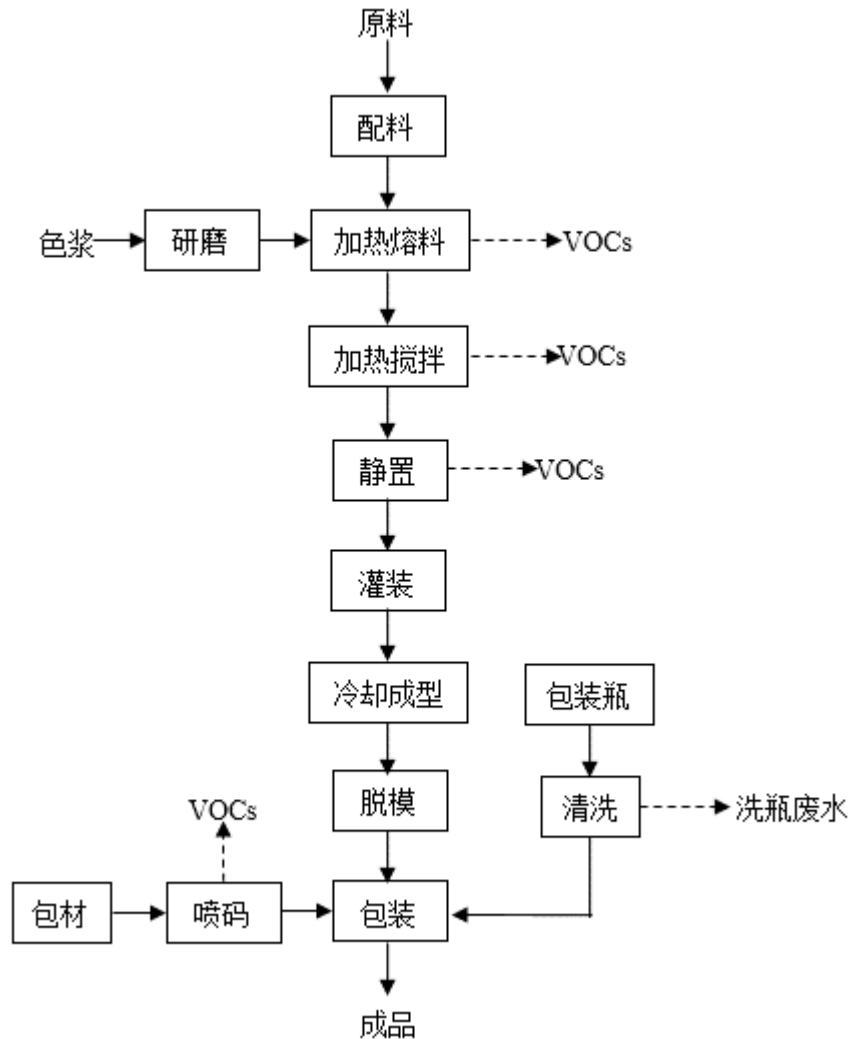 原料
配料
色浆
研磨
加热熔料
VOCs
加热搅拌
VOCs
静置
VOCs
灌装
冷却成型
包装瓶
脱模
清洗
洗瓶废水
VOCs
包材
喷码
包装
成品